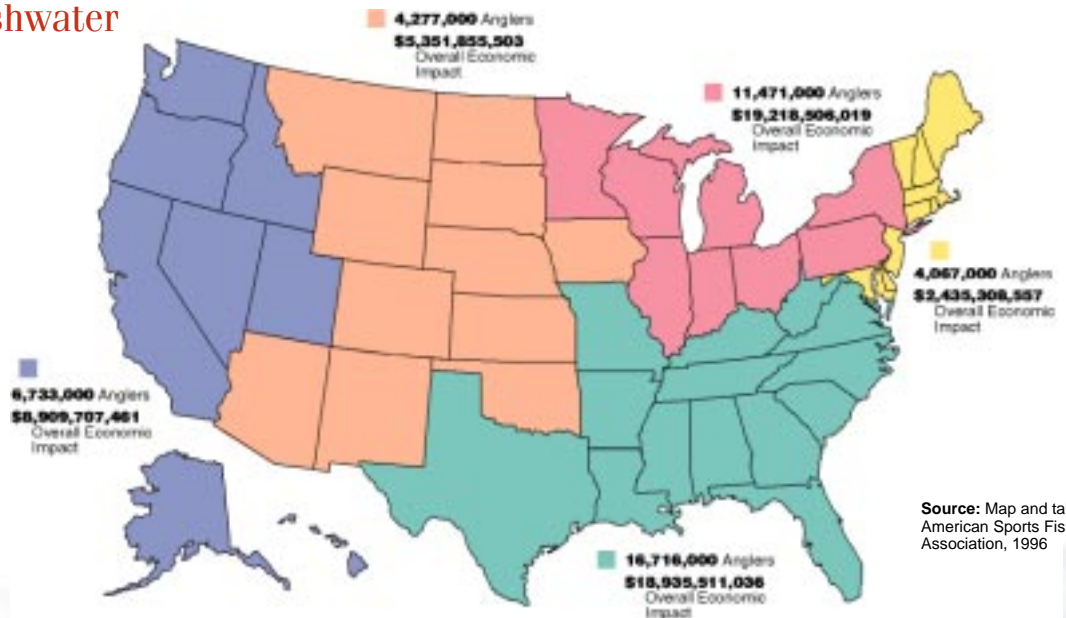 shwater
4,277,000 Anglers
$5,351,855,503
Overall Economic
Impact
11,471,000 Anglers
$19,218,506,019
Overall Economic
Impact
4,067,000 Anglers
$2,435,308,557
Overall Economic
Impact
6,733,000 Anglers
$8,909,707,461
Overall Economic
Impact
16,716,000 Anglers
$18,935,511,036
Overall Economic
Impact
Source: Map and ta
American Sports Fis
Association, 1996